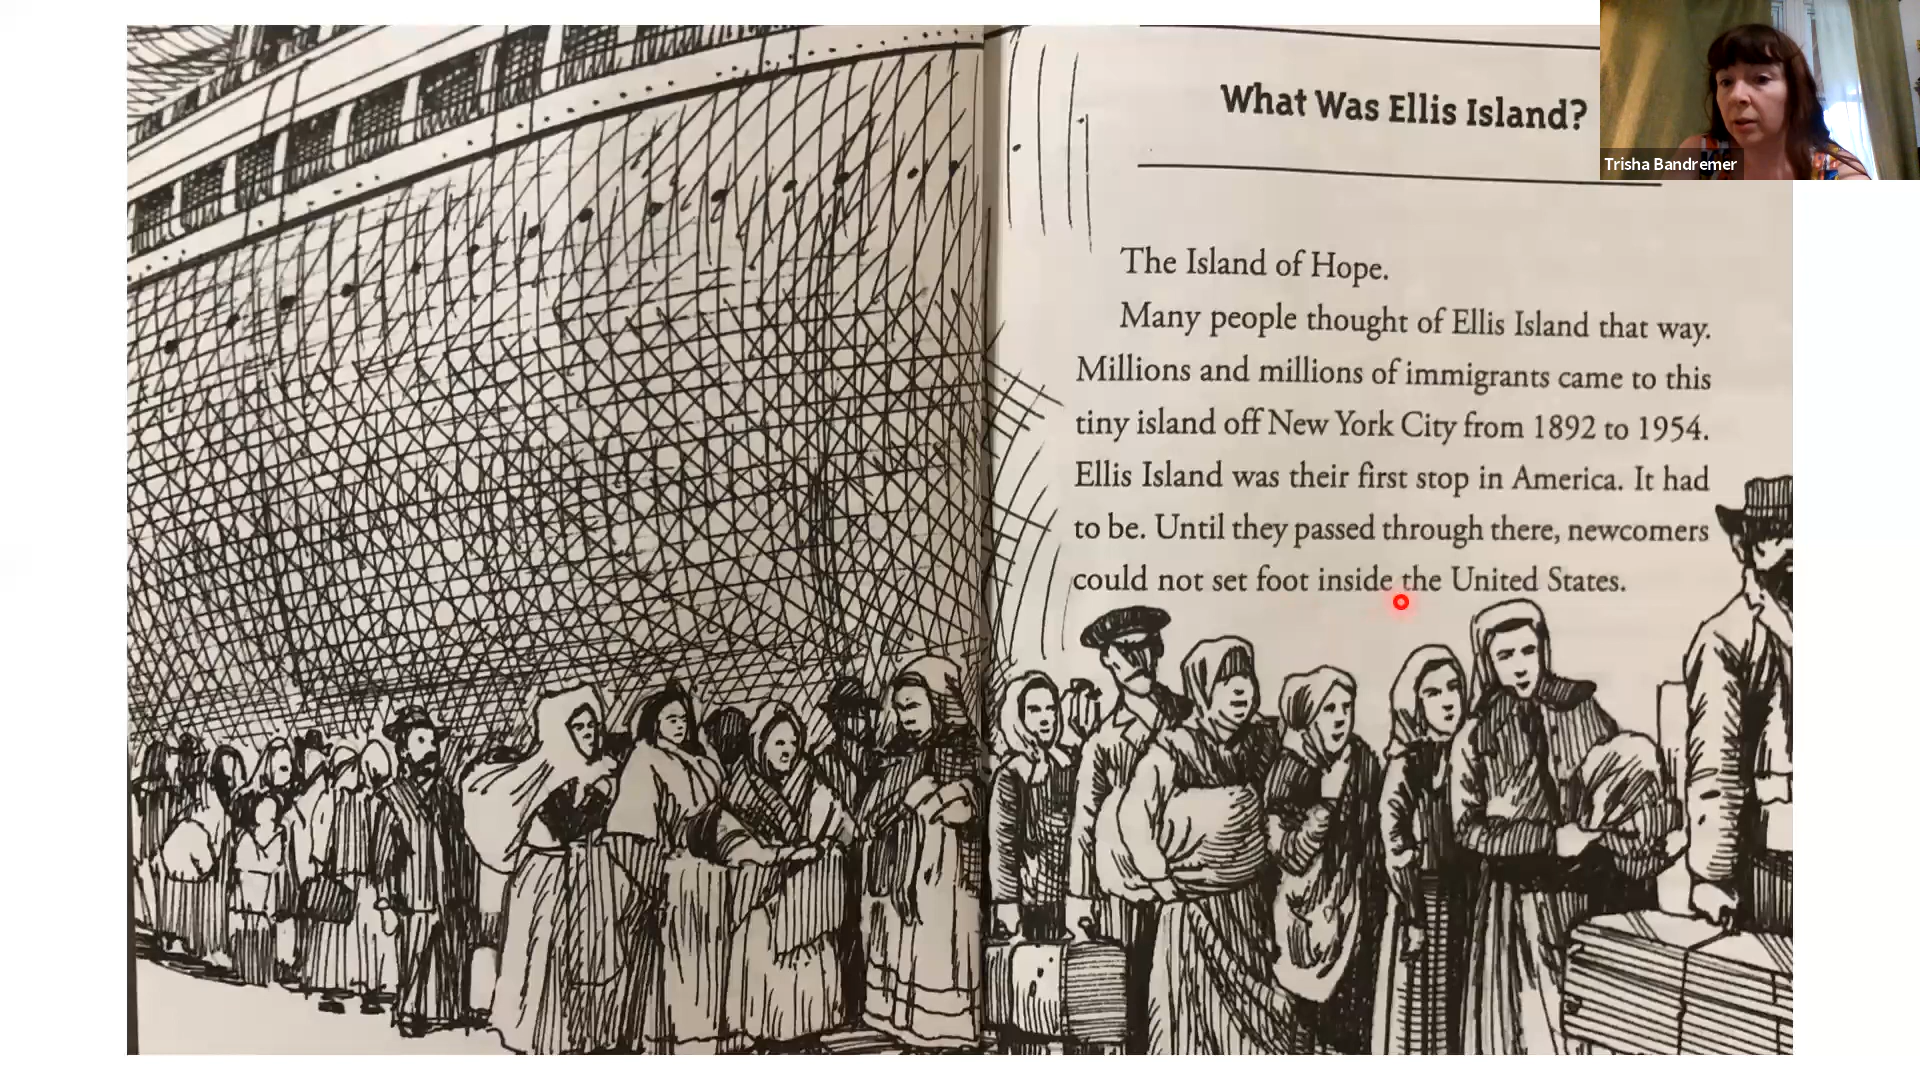 What Was Ellis Island?
Trisha Bandremer
The Island of Hope.
Many people thought of Ellis Island that way.
Millions and millions of immigrants came to this
tiny island off New York City from 1892 to 1954.
Ellis Island was their first stop in America. It had
to be. Until they passed through there, newcomers
could not set foot inside the United States.